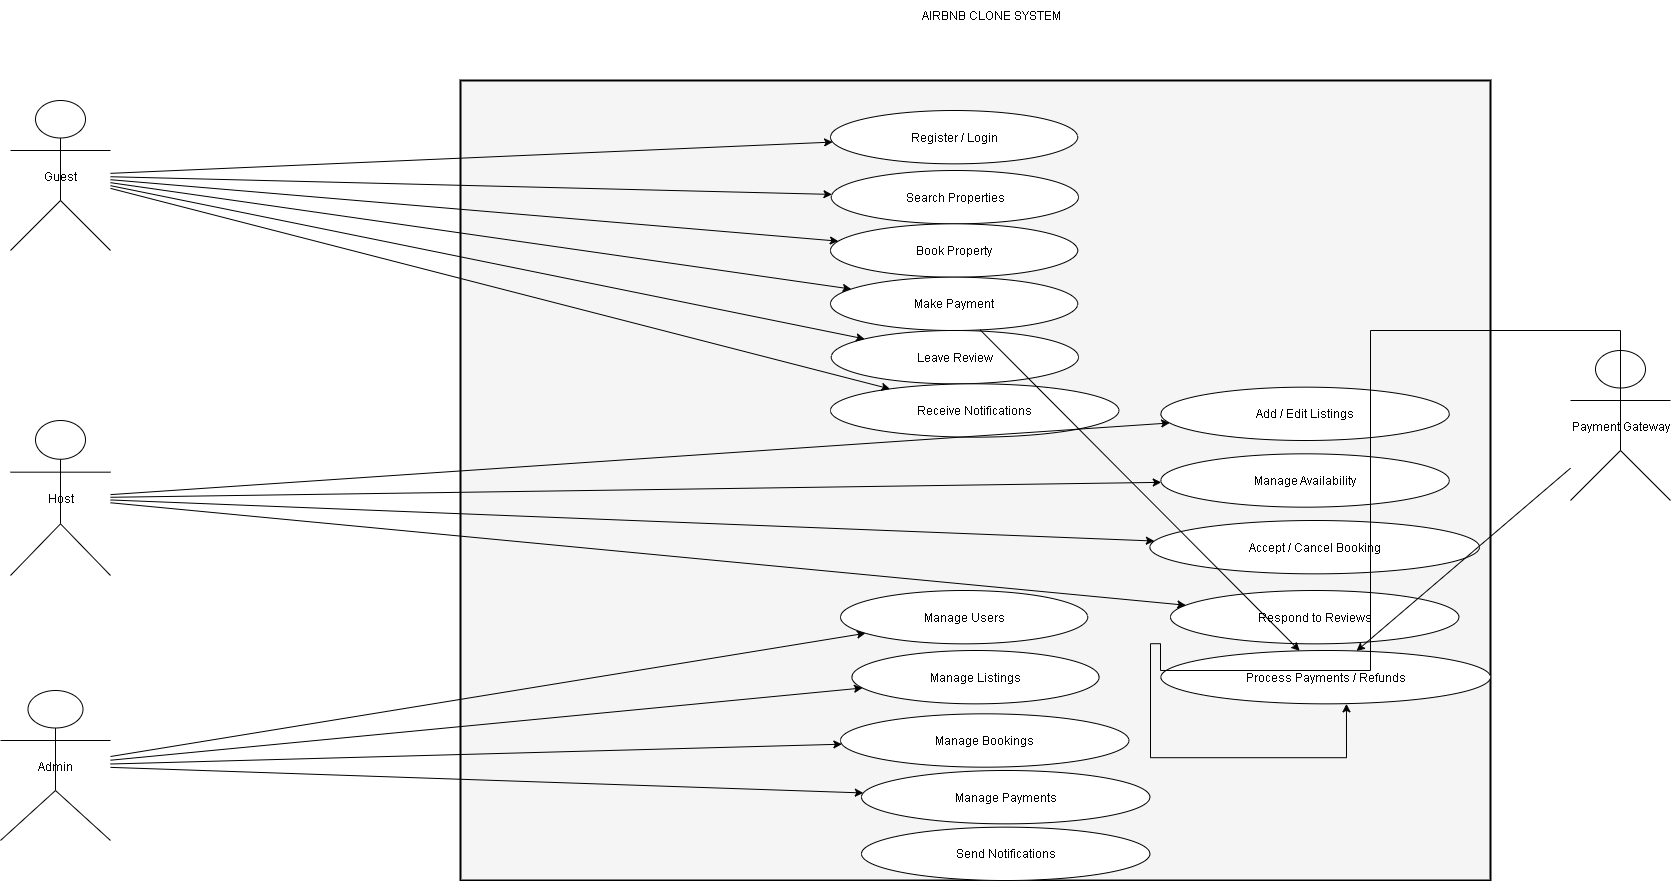 AIRBNB CLONE SYSTEM
Register / Login
Guest
Search Properties
Book Property
Make Payment
Leave Review
Receive Notifications
Add / Edit Listings
Payment Gateway
Manage Availability
Host
Accept / Cancel Booking
Manage Users
Respond to Reviews
Manage Listings
Process Payments / Refunds
Manage Bookings
Admin
Manage Payments
Send Notifications